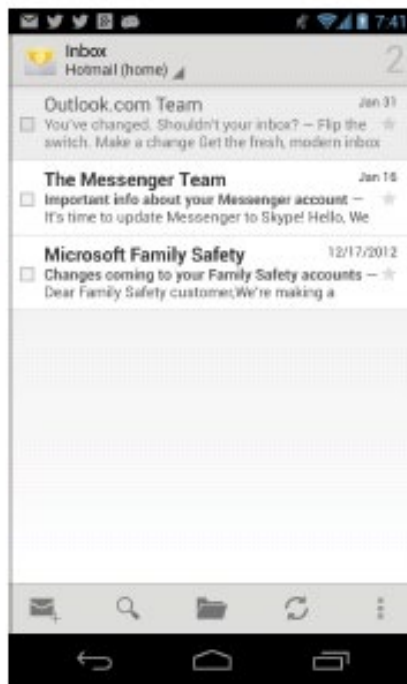 7:41
Inbox
2
Hotmail (home)
Outlook.com Team
Jan 31
You've changed. Shouldn't your inbox? – Flip the
switch. Make a change Get the fresh, modern inbox
The Messenger Team
Jan 16
Important info about your Messenger account –
It's time to update Messenger to Skype! Hello, We
Microsoft Family Safety
12/17/2012
Changes coming to your Family Safety accounts –
Dear Family Safety customer,We're making a